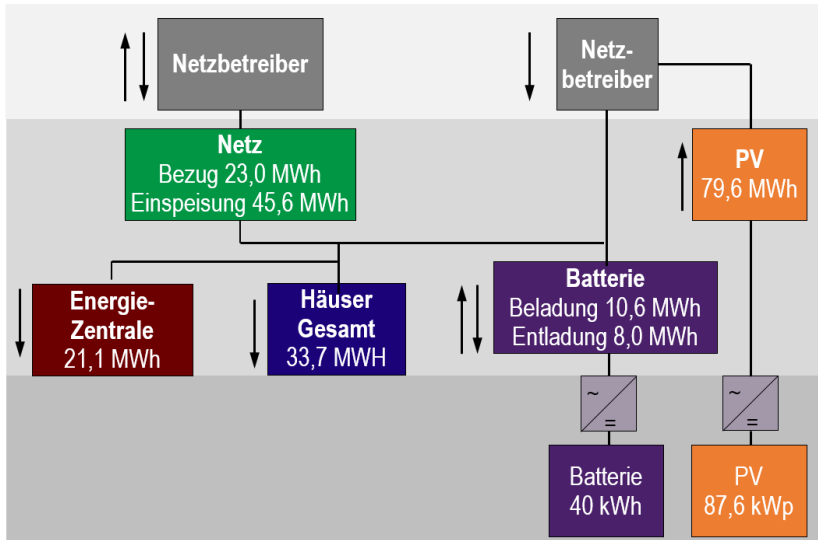 Netzbetreiber
Netz-
betreiber
Netz
Bezug 23,0 MWh
Einspeisung 45,6 MWh
PV
79,6 MWh
Energie-
Zentrale
21,1 MWh
Häuser
Gesamt
33,7 MWH
Batterie
Beladung 10,6 MWh
Entladung 8,0 MWh
~
=
~
=
Batterie
40 kWh
PV
87,6 kWp